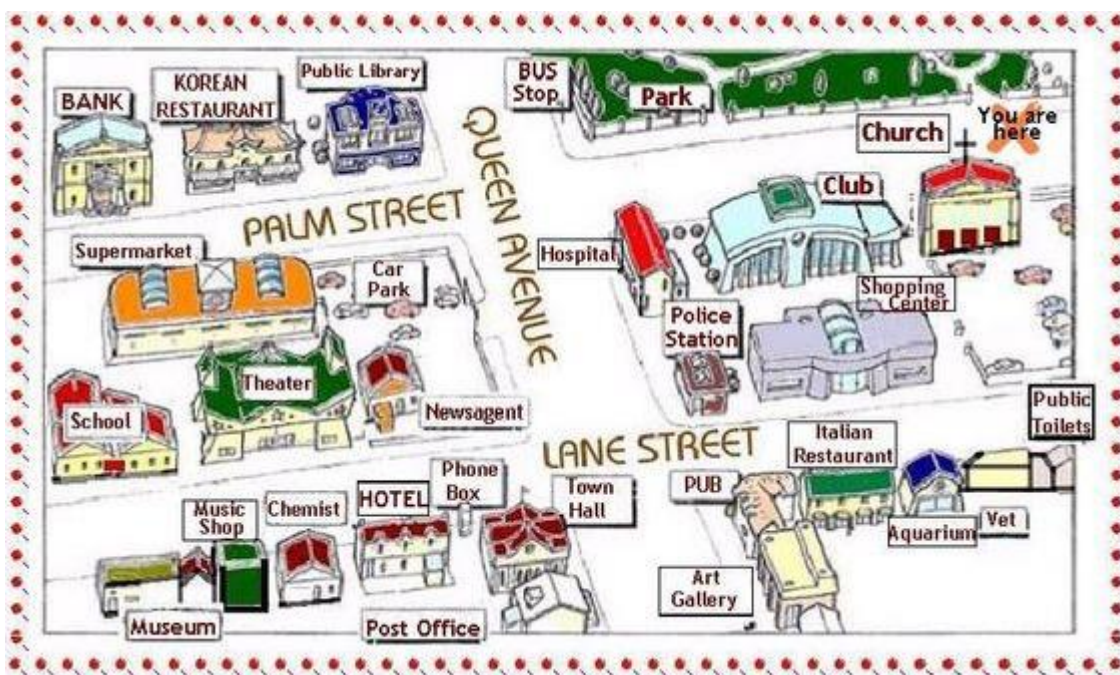 BANK
KOREAN
RESTAURANT
Public Library
BUS
Stop
Park
You are
here
Church
QUEEN AVENUE
PALM STREET
Club
Supermarket
Hospital
Car
Park
Shopping
Center
Police
Station
Theater
School
Newsagent
Public
Toilets
LANE STREET
Italian
Restaurant
Phone
Box
PUB
HOTEL
Town
Hall
Music
Shop
Chemist
Aquarium
Vet
Art
Gallery
Museum
Post Office